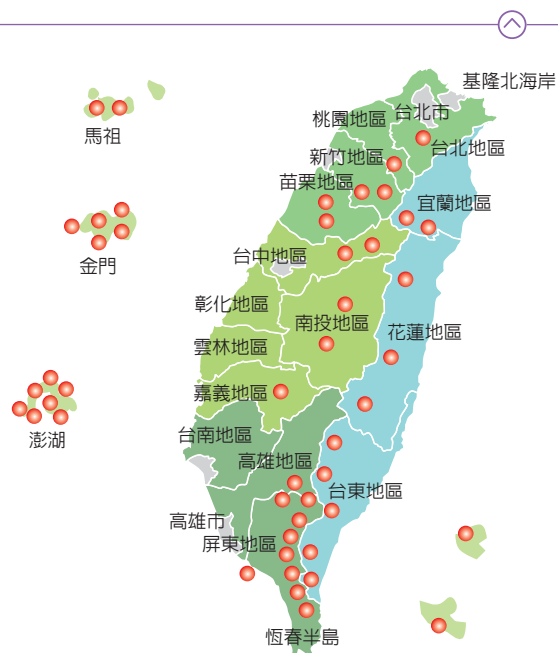 基隆北海岸
馬祖
桃園地區
台北市
新竹地區
台北地區
苗栗地區
宜蘭地區
金門
台中地區
彰化地區
南投地區
花蓮地區
雲林地區
嘉義地區
澎湖
台南地區
高雄地區
台東地區
高雄市
屏東地區
恆春半島